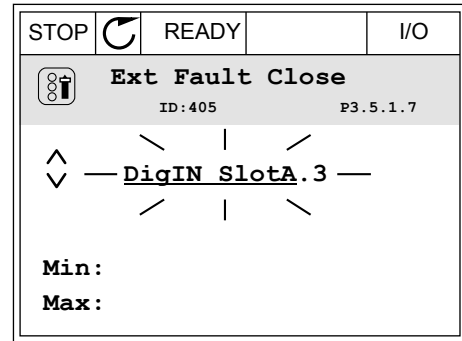 STOP READY I/O
Ext Fault Close
ID:405 P3.5.1.7
DigIN SlotA.3
Min:
Max: